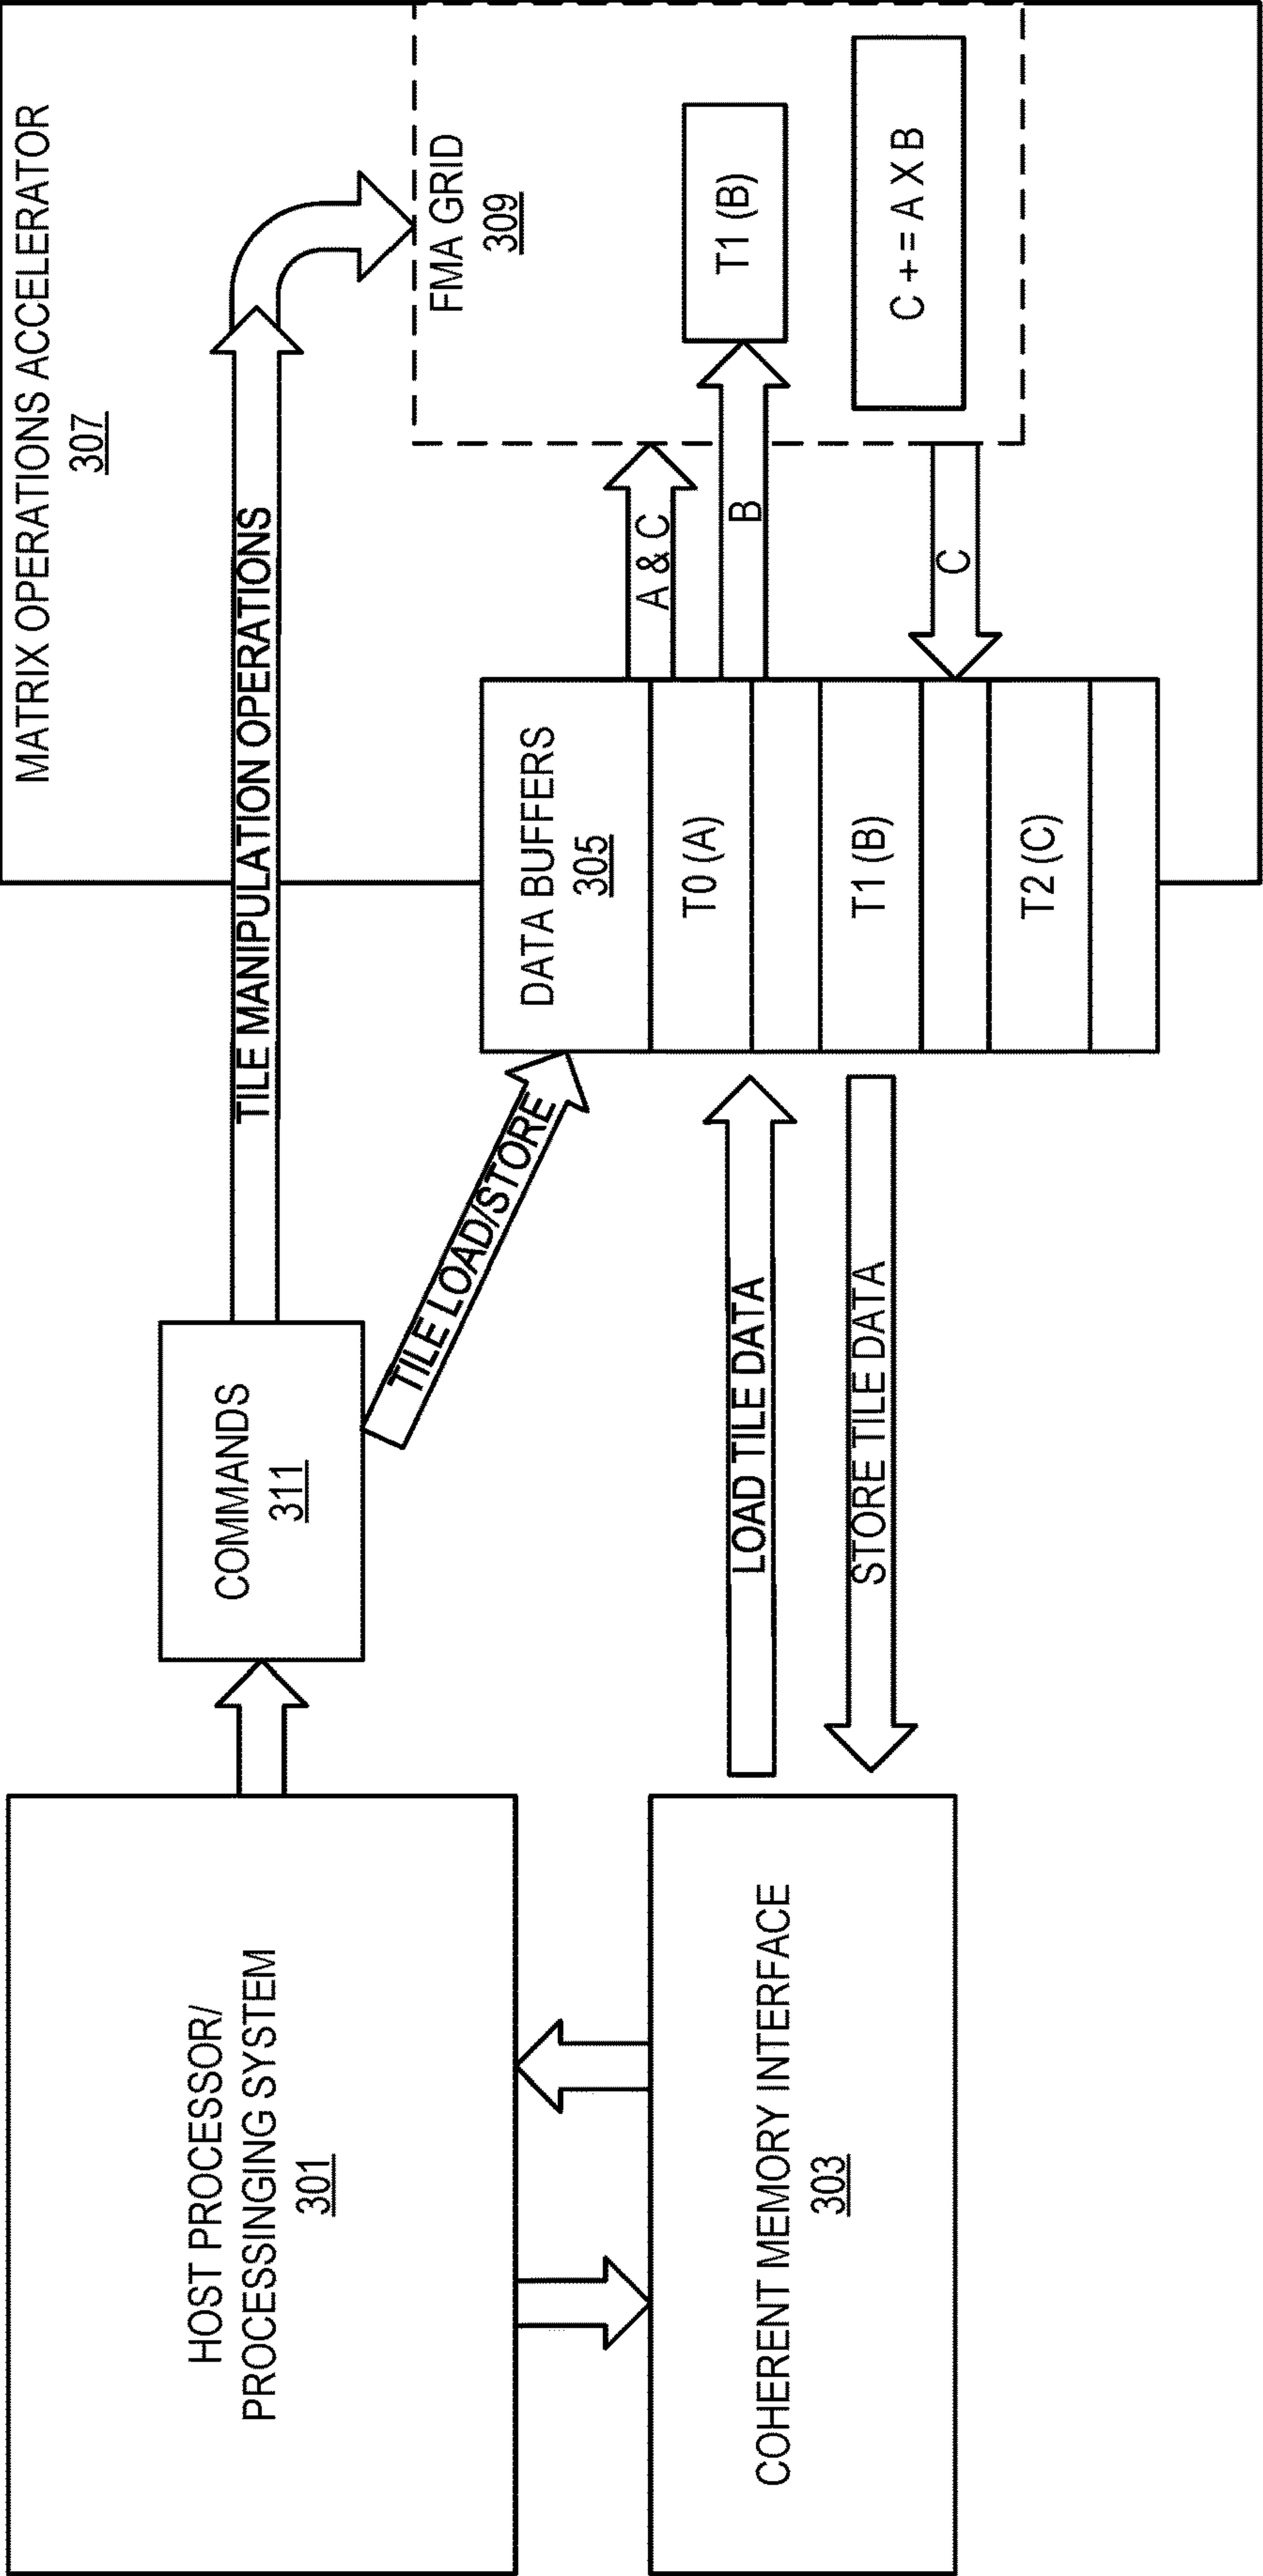 MATRIX OPERATIONS ACCELERATOR
307
HOST PROCESSOR/
PROCESSINGING SYSTEM
301
COMMANDS
311
TILE MANIPULATION OPERATIONS
TILE LOAD/STORE
FMA GRID
309
DATA BUFFERS
305
T0 (A)
T1 (B)
T2 (C)
A & C
B
C
T1 (B)
C + = A X B
COHERENT MEMORY INTERFACE
303
LOAD TILE DATA
STORE TILE DATA